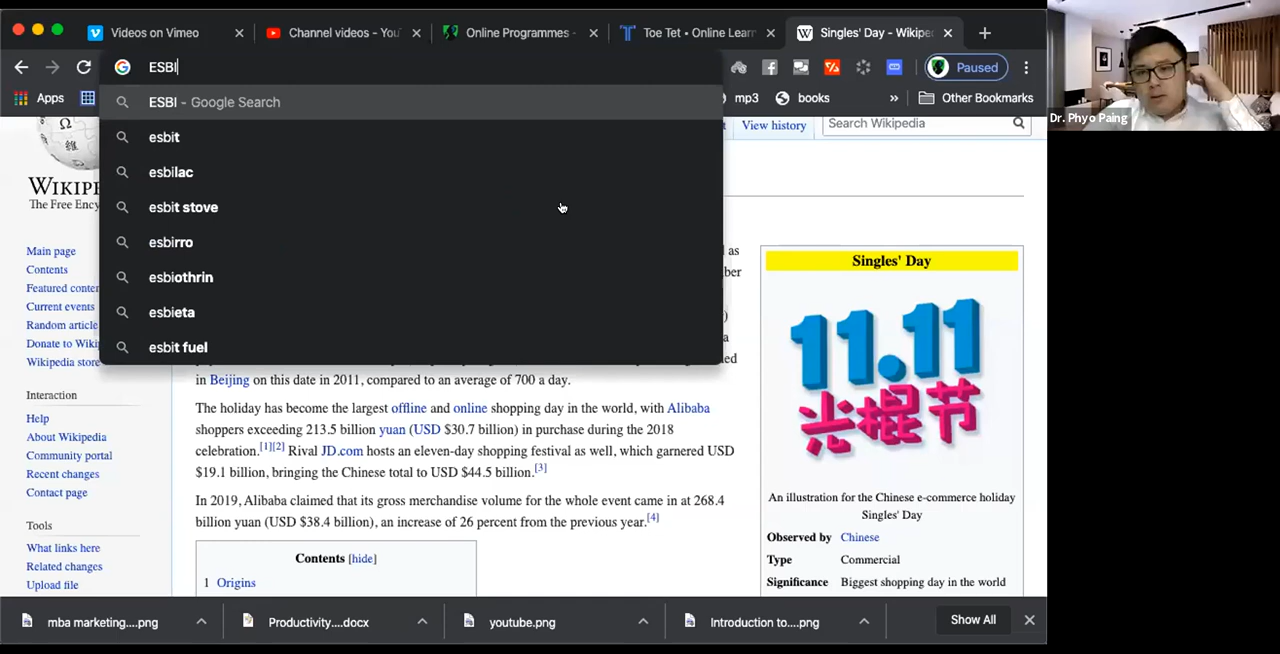 Videos on Vimeo
Channel videos - You
Online Programmes -
Toe Tet • Online Learn
Singles' Day - Wikipe
ESBI
Paused
Apps
mp3
books
»
Other Bookmarks
ESBI - Google Search
esbit
esbilac
esbit stove
esbirro
esbiothrin
esbieta
esbit fuel
Dr. Phyo Paing
View history
Search Wikipedia
Ω
維
WIKIP
The Free Ency
Main page
Contents
Featured conter
Current events
Random article
Donate to Wiki
Wikipedia store
Interaction
Help
About Wikipedia
Community portal
Recent changes
Contact page
Tools
What links here
Related changes
Upload file
as
ber
)
a
ed
in Beijing on this date in 2011, compared to an average of 700 a day.
The holiday has become the largest offline and online shopping day in the world, with Alibaba
shoppers exceeding 213.5 billion yuan (USD $30.7 billion) in purchase during the 2018
celebration.[1][2] Rival JD.com hosts an eleven-day shopping festival as well, which garnered USD
$19.1 billion, bringing the Chinese total to USD $44.5 billion.[3]
In 2019, Alibaba claimed that its gross merchandise volume for the whole event came in at 268.4
billion yuan (USD $38.4 billion), an increase of 26 percent from the previous year.[4]
Contents [hide]
1 Origins
Singles' Day
11.11
光棍节
An illustration for the Chinese e-commerce holiday
Singles' Day
Observed by Chinese
Type Commercial
Significance Biggest shopping day in the world
mba marketing....png
Productivity....docx
youtube.png
Introduction to....png
Show All